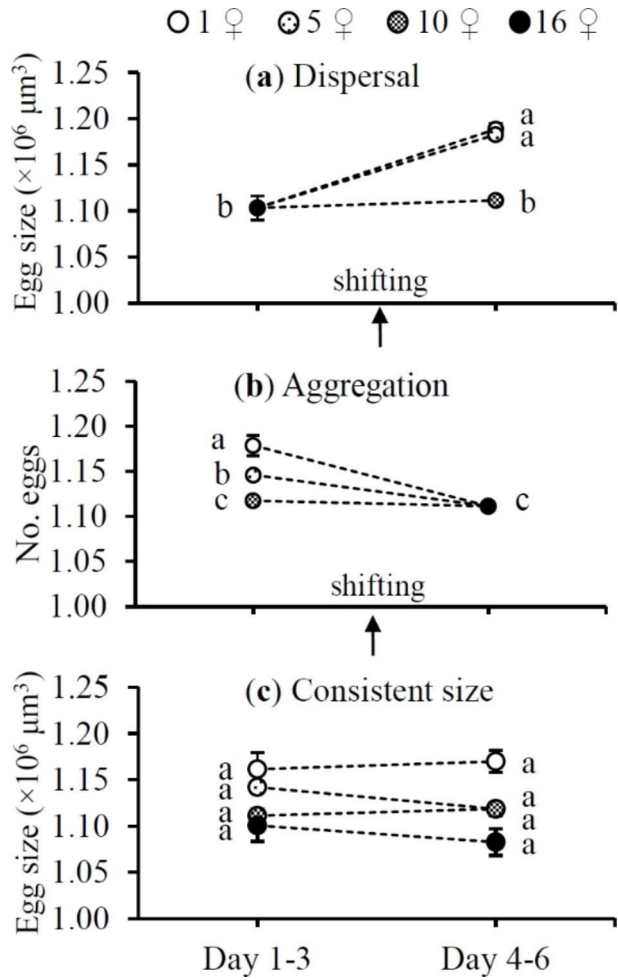 1 ♀ 5 ♀ 10 ♀ 16 ♀
(a) Dispersal
Egg size (×10⁶ µm³)
1.25
1.20
1.15
1.10
1.05
1.00
b
a
a
b
shifting
(b) Aggregation
No. eggs
1.25
1.20
1.15
1.10
1.05
1.00
a
b
c
c
shifting
(c) Consistent size
Egg size (×10⁶ µm³)
1.25
1.20
1.15
1.10
1.05
1.00
a
a
a
a
a
a
a
a
Day 1-3 Day 4-6